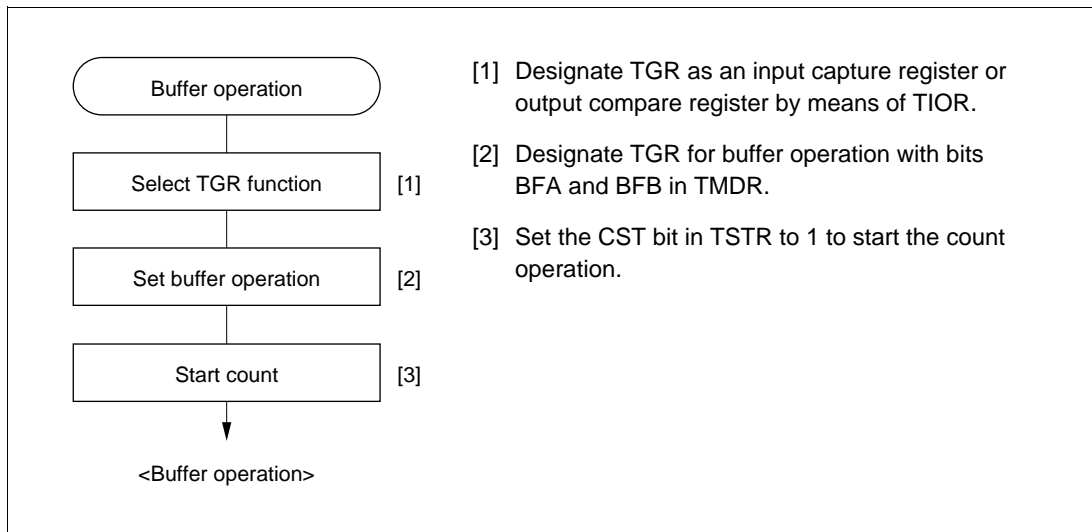 Buffer operation
Select TGR function
[1]
Set buffer operation
[2]
Start count
[3]
<Buffer operation>
[1] Designate TGR as an input capture register or
output compare register by means of TIOR.
[2] Designate TGR for buffer operation with bits
BFA and BFB in TMDR.
[3] Set the CST bit in TSTR to 1 to start the count
operation.